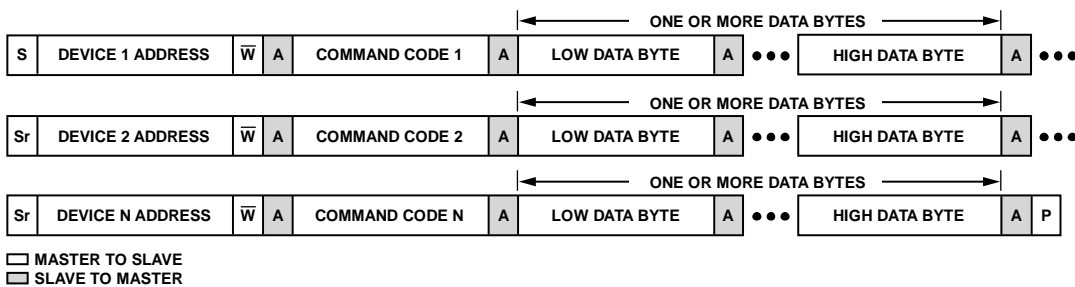 ONE OR MORE DATA BYTES
S DEVICE 1 ADDRESS W̅ A COMMAND CODE 1 A LOW DATA BYTE A ••• HIGH DATA BYTE A •••
ONE OR MORE DATA BYTES
Sr DEVICE 2 ADDRESS W̅ A COMMAND CODE 2 A LOW DATA BYTE A ••• HIGH DATA BYTE A •••
ONE OR MORE DATA BYTES
Sr DEVICE N ADDRESS W̅ A COMMAND CODE N A LOW DATA BYTE A ••• HIGH DATA BYTE A P
MASTER TO SLAVE
SLAVE TO MASTER